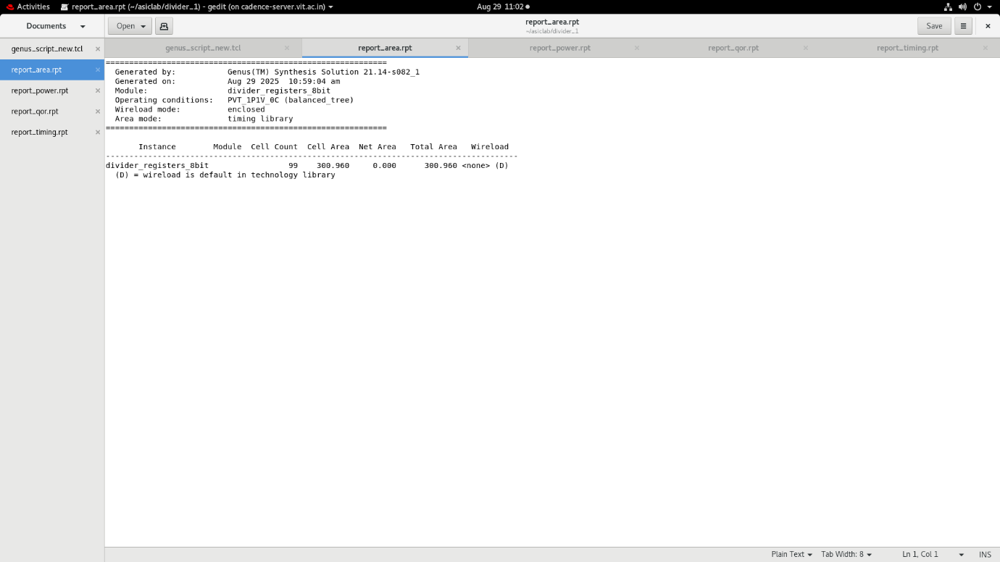 Activities report_area.rpt (~/asiclab/divider_1) - gedit (on cadence-server.vit.ac.in) Aug 29 11:02
Documents Open report_area.rpt Save
~/asiclab/divider_1
genus_script_new.tcl
report_area.rpt
report_power.rpt
report_qor.rpt
report_timing.rpt
genus_script_new.tcl report_area.rpt report_power.rpt report_qor.rpt report_timing.rpt
============================================================
  Generated by:           Genus(TM) Synthesis Solution 21.14-s082_1
  Generated on:           Aug 29 2025  10:59:04 am
  Module:                 divider_registers_8bit
  Operating conditions:   PVT_1P1V_0C (balanced_tree)
  Wireload mode:          enclosed
  Area mode:              timing library
============================================================
       Instance        Module  Cell Count  Cell Area  Net Area   Total Area   Wireload
----------------------------------------------------------------------------------------
divider_registers_8bit                 99    300.960     0.000      300.960 <none> (D)
  (D) = wireload is default in technology library
Plain Text Tab Width: 8 Ln 1, Col 1 INS